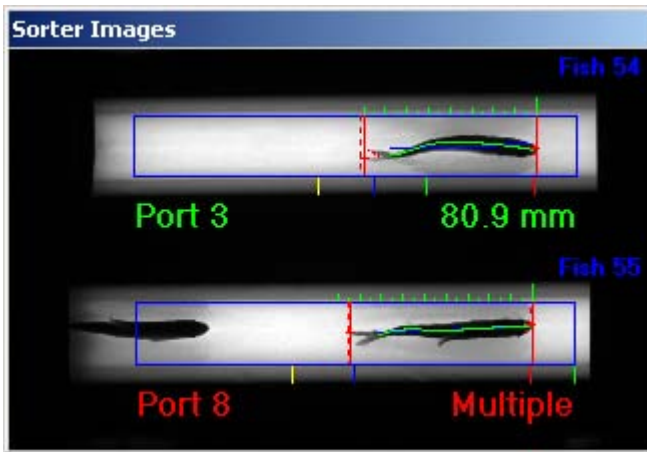 Sorter Images
Fish 54
Port 3 80.9 mm
Fish 55
Port 8 Multiple